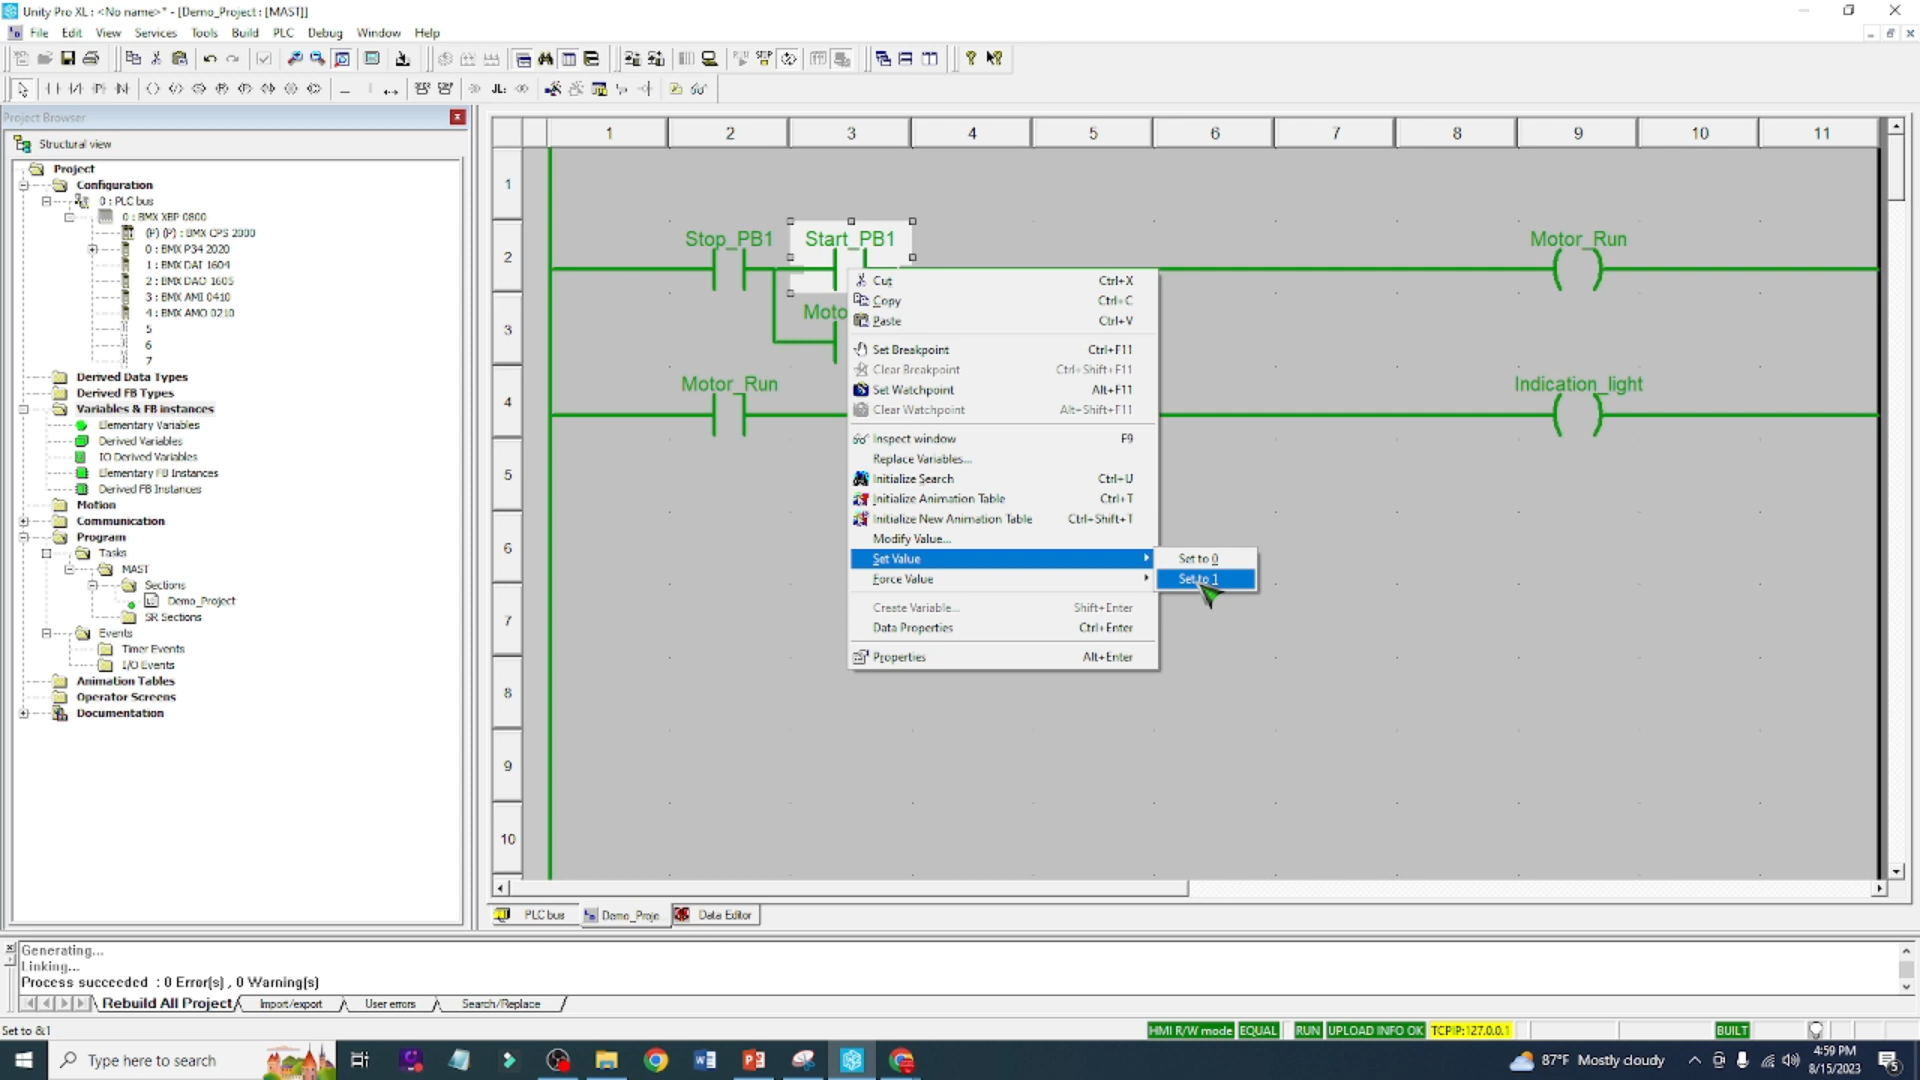 Unity Pro XL : <No name>* - [Demo_Project : [MAST]]
File Edit View Services Tools Build PLC Debug Window Help
Project Browser
Structural view
Project
Configuration
0 : PLC bus
0 : BMX XBP 0800
(P) (P) : BMX CPS 2000
0 : BMX P34 2020
1 : BMX DAI 1604
2 : BMX DAO 1605
3 : BMX AMI 0410
4 : BMX AMO 0210
5
6
7
Derived Data Types
Derived FB Types
Variables & FB instances
Elementary Variables
Derived Variables
IO Derived Variables
Elementary FB Instances
Derived FB Instances
Motion
Communication
Program
Tasks
MAST
Sections
Demo_Project
SR Sections
Events
Timer Events
I/O Events
Animation Tables
Operator Screens
Documentation
1 2 3 4 5 6 7 8 9 10 11
1
2
3
4
5
6
7
8
9
10
Stop_PB1 Start_PB1 Motor_Run
Moto
Motor_Run Indication_light
Cut Ctrl+X
Copy Ctrl+C
Paste Ctrl+V
Set Breakpoint Ctrl+F11
Clear Breakpoint Ctrl+Shift+F11
Set Watchpoint Alt+F11
Clear Watchpoint Alt+Shift+F11
Inspect window F9
Replace Variables...
Initialize Search Ctrl+U
Initialize Animation Table Ctrl+T
Initialize New Animation Table Ctrl+Shift+T
Modify Value...
Set Value
Force Value
Create Variable... Shift+Enter
Data Properties Ctrl+Enter
Properties Alt+Enter
Set to 0
Set to 1
PLC bus Demo_Proje Data Editor
Generating...
Linking...
Process succeeded : 0 Error(s) , 0 Warning(s)
Rebuild All Project Import/export User errors Search/Replace
Set to &1
HMI R/W mode EQUAL RUN UPLOAD INFO OK TCPIP:127.0.0.1 BUILT
Type here to search
87°F Mostly cloudy
4:59 PM
8/15/2023
5